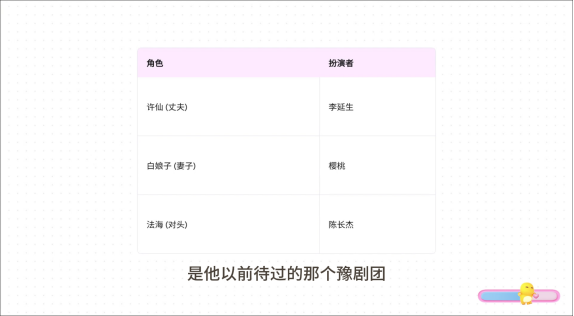 角色 扮演者
许仙 (丈夫) 李延生
白娘子 (妻子) 樱桃
法海 (对头) 陈长杰
是他以前待过的那个豫剧团